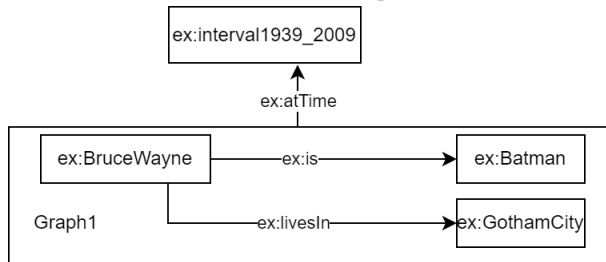 ex:interval1939_2009
ex:atTime
ex:BruceWayne
ex:is
ex:Batman
Graph1
ex:livesIn
ex:GothamCity